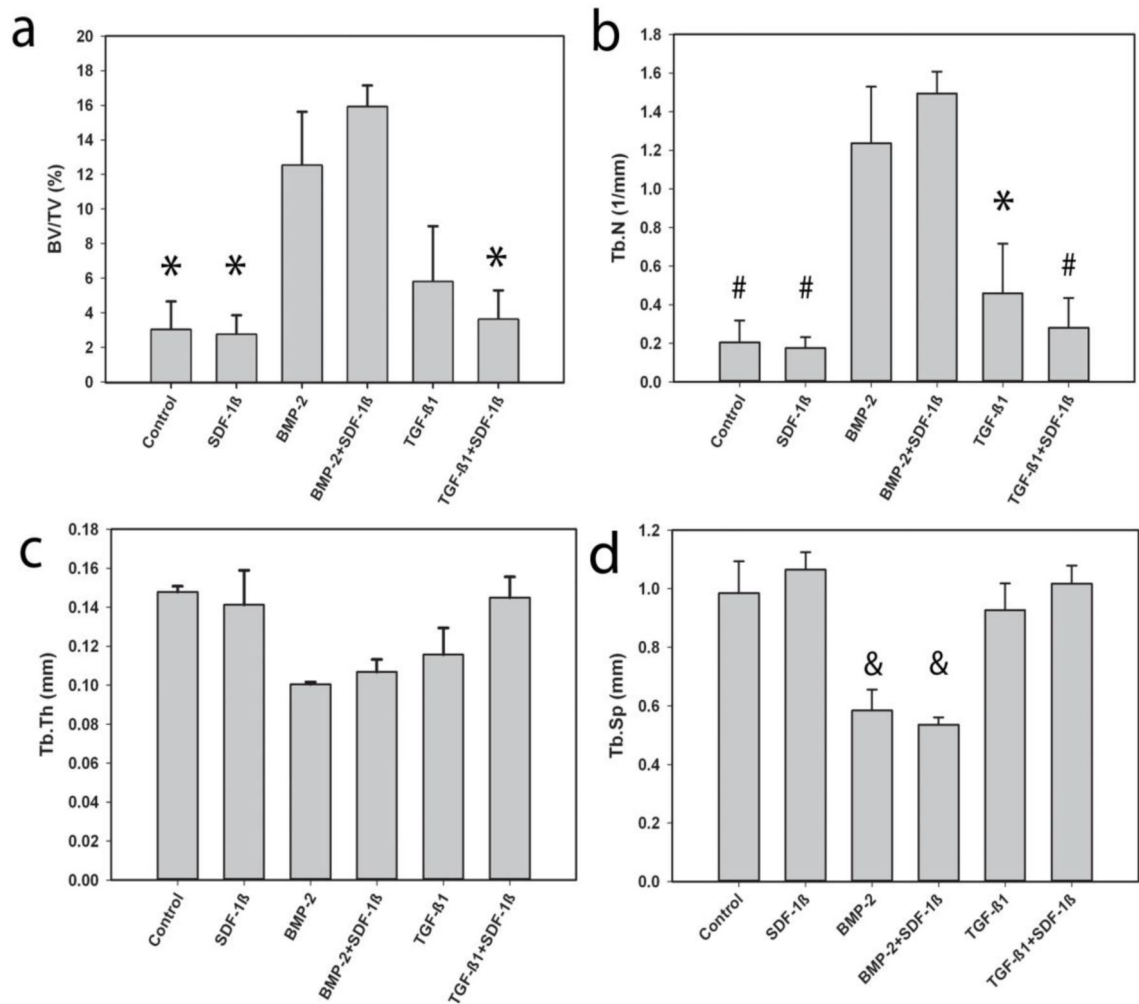 a
BV/TV (%)
20
18
16
14
12
10
8
6
4
2
0
*
*
*
Control
SDF-1ß
BMP-2
BMP-2+SDF-1ß
TGF-ß1
TGF-ß1+SDF-1ß
b
Tb.N (1/mm)
1.8
1.6
1.4
1.2
1.0
0.8
0.6
0.4
0.2
0.0
#
#
*
#
Control
SDF-1ß
BMP-2
BMP-2+SDF-1ß
TGF-ß1
TGF-ß1+SDF-1ß
c
Tb.Th (mm)
0.18
0.16
0.14
0.12
0.10
0.08
0.06
0.04
0.02
0.00
Control
SDF-1ß
BMP-2
BMP-2+SDF-1ß
TGF-ß1
TGF-ß1+SDF-1ß
d
Tb.Sp (mm)
1.2
1.0
0.8
0.6
0.4
0.2
0.0
&
&
Control
SDF-1ß
BMP-2
BMP-2+SDF-1ß
TGF-ß1
TGF-ß1+SDF-1ß